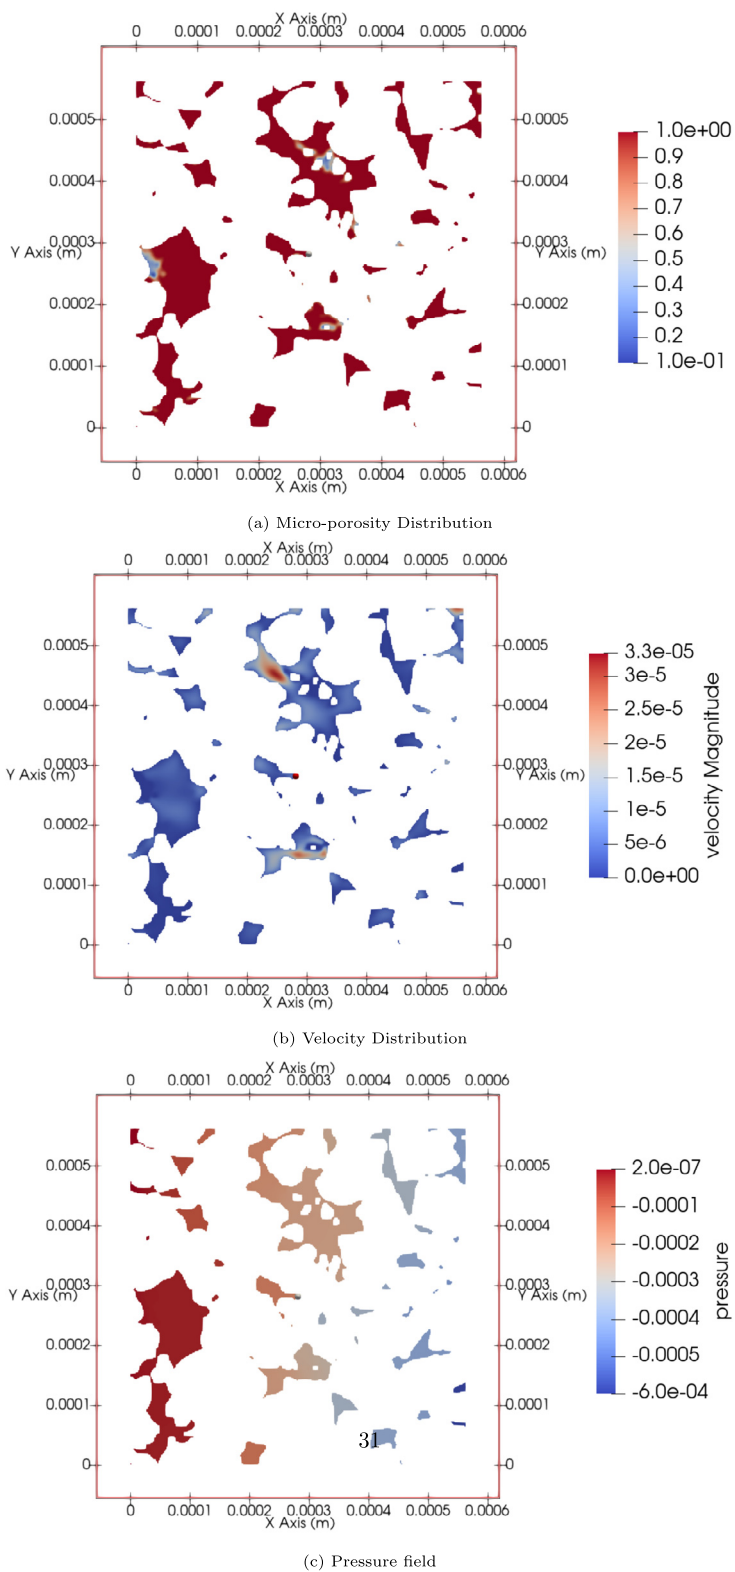 X Axis (m)
0 0.0001 0.0002 0.0003 0.0004 0.0005 0.0006
0.0005 0.0005
0.0004 0.0004
0.0003 0.0003
Y Axis (m) Y Axis (m)
0.0002 0.0002
0.0001 0.0001
0 0
0 0.0001 0.0002 0.0003 0.0004 0.0005 0.0006
X Axis (m)
1.0e+00
0.9
0.8
0.7
0.6
0.5
0.4
0.3
0.2
1.0e-01
(a) Micro-porosity Distribution
X Axis (m)
0 0.0001 0.0002 0.0003 0.0004 0.0005 0.0006
0.0005 0.0005
0.0004 0.0004
0.0003 0.0003
Y Axis (m) Y Axis (m)
0.0002 0.0002
0.0001 0.0001
0 0
0 0.0001 0.0002 0.0003 0.0004 0.0005 0.0006
X Axis (m)
3.3e-05
3e-5
2.5e-5
2e-5
1.5e-5
1e-5
5e-6
0.0e+00
velocity Magnitude
(b) Velocity Distribution
X Axis (m)
0 0.0001 0.0002 0.0003 0.0004 0.0005 0.0006
0.0005 0.0005
0.0004 0.0004
0.0003 0.0003
Y Axis (m) Y Axis (m)
0.0002 0.0002
0.0001 0.0001
0 0
0 0.0001 0.0002 0.0003 0.0004 0.0005 0.0006
X Axis (m)
2.0e-07
-0.0001
-0.0002
-0.0003
-0.0004
-0.0005
-6.0e-04
pressure
31
(c) Pressure field